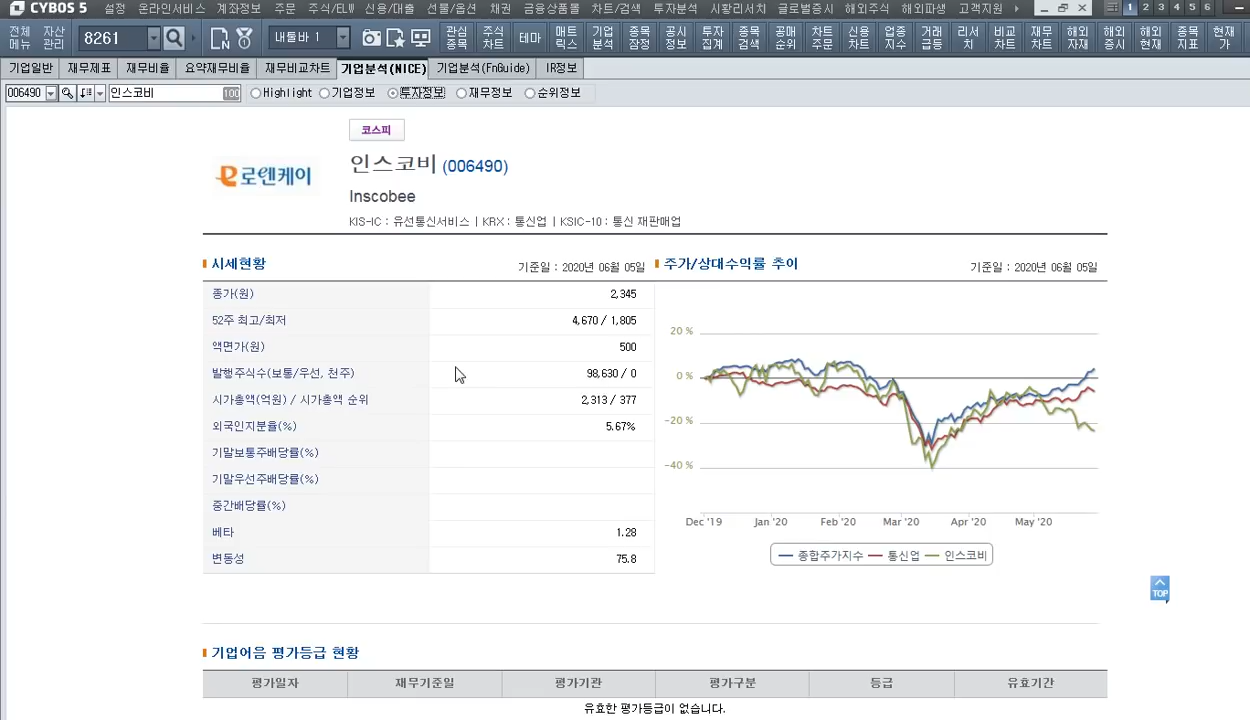 CYBOS 5 설정 온라인서비스 계좌정보 주문 주식/ELW 신용/대출 선물/옵션 채권 금융상품몰 차트/검색 투자분석 시황리서치 글로벌증시 해외주식 해외파생 고객지원 1 2 3 4 5 6
전체메뉴 자산관리 8261 내툴바 1 관심종목 주식차트 테마 매트릭스 기업분석 종목잠정 공시정보 투자집계 종목검색 공매순위 차트주문 신용차트 업종지수 거래급등 리서치 비교차트 재무차트 해외자재 해외증시 해외현재 종목지표 현재가
기업일반 재무제표 재무비율 요약재무비율 재무비교차트 기업분석(NICE) 기업분석(FnGuide) IR정보
006490 인스코비 100 Highlight 기업정보 투자정보 재무정보 순위정보
코스피
로엔케이
인스코비 (006490)
Inscobee
KIS-IC : 유선통신서비스 | KRX : 통신업 | KSIC-10 : 통신 재판매업
시세현황 기준일 : 2020년 06월 05일
종가(원) 2,345
52주 최고/최저 4,670 / 1,805
액면가(원) 500
발행주식수(보통/우선, 천주) 98,630 / 0
시가총액(억원) / 시가총액 순위 2,313 / 377
외국인지분율(%) 5.67%
기말보통주배당률(%)
기말우선주배당률(%)
중간배당률(%)
베타 1.28
변동성 75.8
주가/상대수익률 추이 기준일 : 2020년 06월 05일
20 %
0 %
-20 %
-40 %
Dec '19 Jan '20 Feb '20 Mar '20 Apr '20 May '20
종합주가지수 통신업 인스코비
TOP
기업어음 평가등급 현황
평가일자 재무기준일 평가기관 평가구분 등급 유효기간
유효한 평가등급이 없습니다.